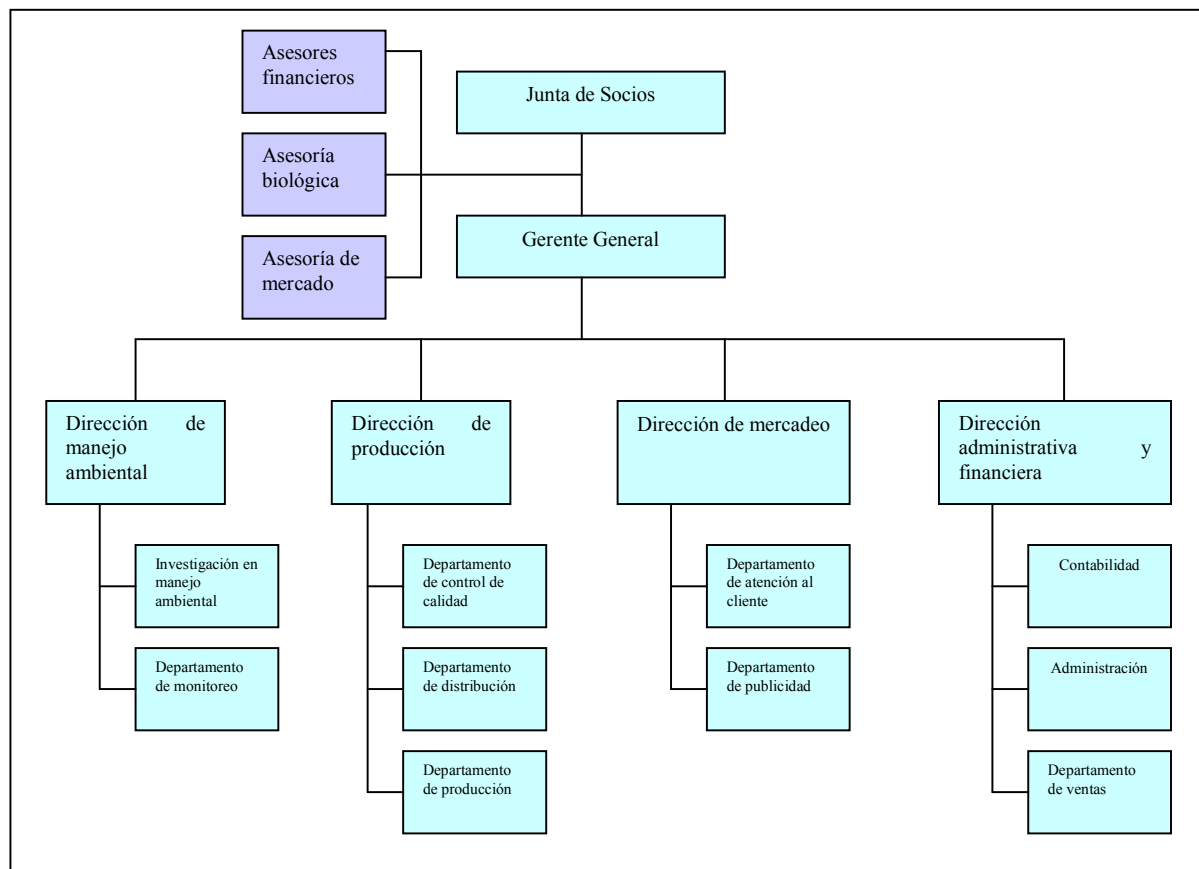 Asesores
financieros
Junta de Socios
Asesoría
biológica
Gerente General
Asesoría de
mercado
Dirección de
manejo
ambiental
Dirección de
producción
Dirección de mercadeo
Dirección
administrativa y
financiera
Investigación en
manejo
ambiental
Departamento
de control de
calidad
Departamento
de atención al
cliente
Contabilidad
Departamento
de monitoreo
Departamento
de distribución
Departamento
de publicidad
Administración
Departamento
de producción
Departamento
de ventas